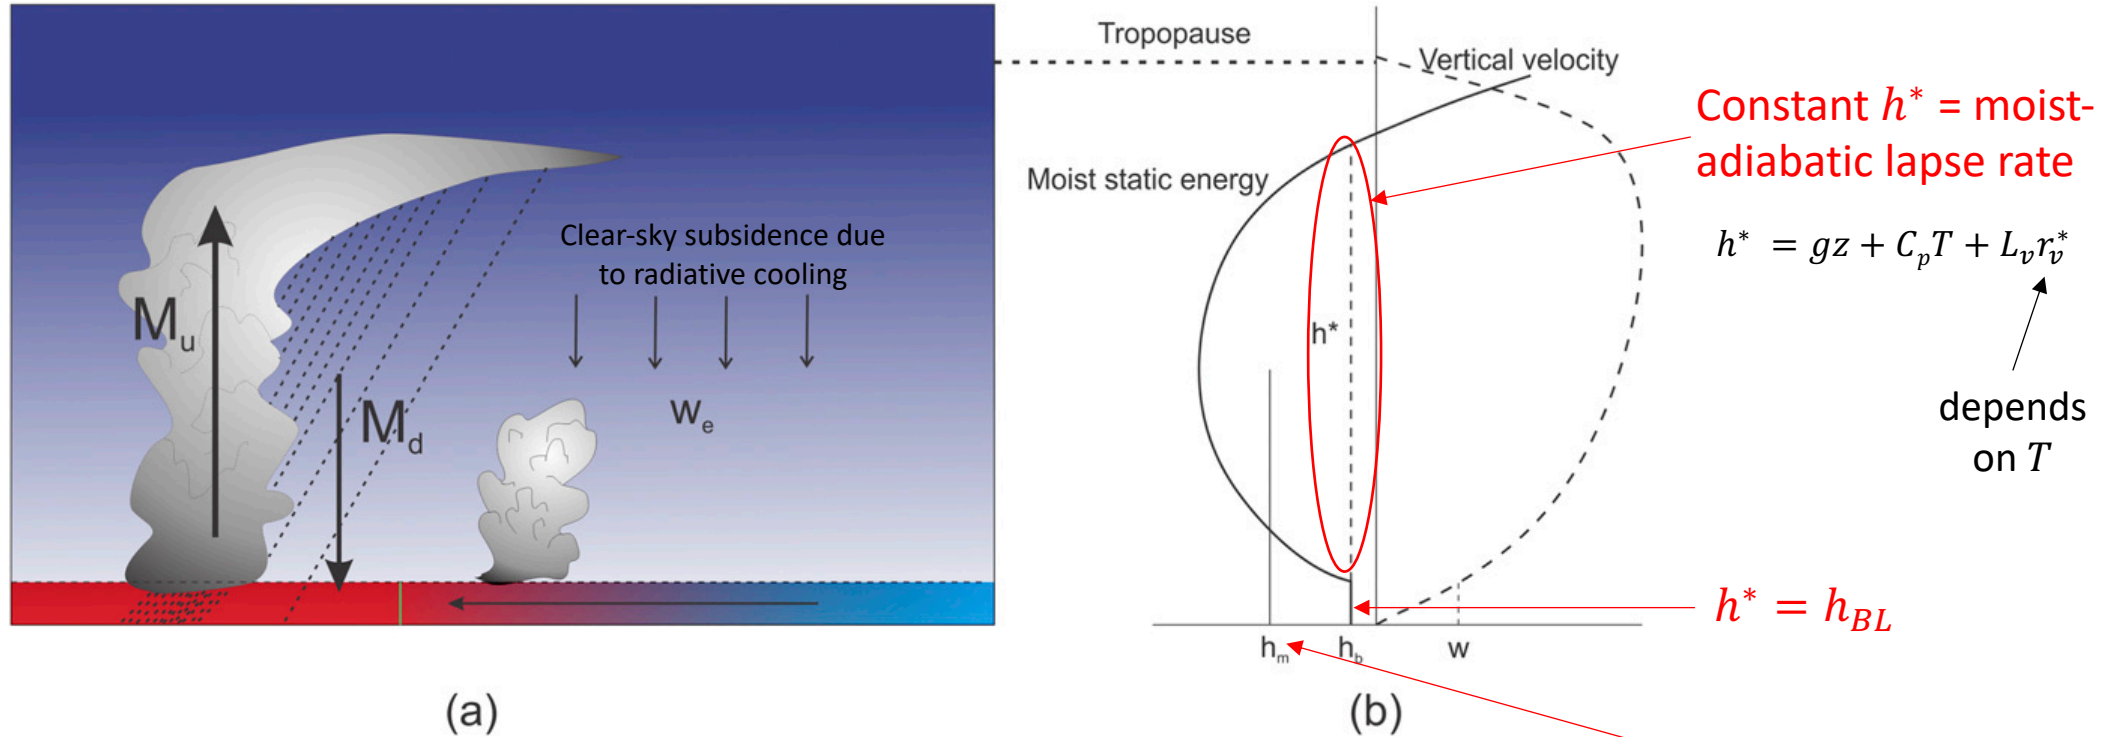 M_u
M_d
Clear-sky subsidence due
to radiative cooling
w_e
(a)
Tropopause
Vertical velocity
Moist static energy
h*
h_m
h_b
w
(b)
Constant h* = moist-
adiabatic lapse rate
h* = gz + C_pT + L_vr_v*
depends
on T
h* = h_BL